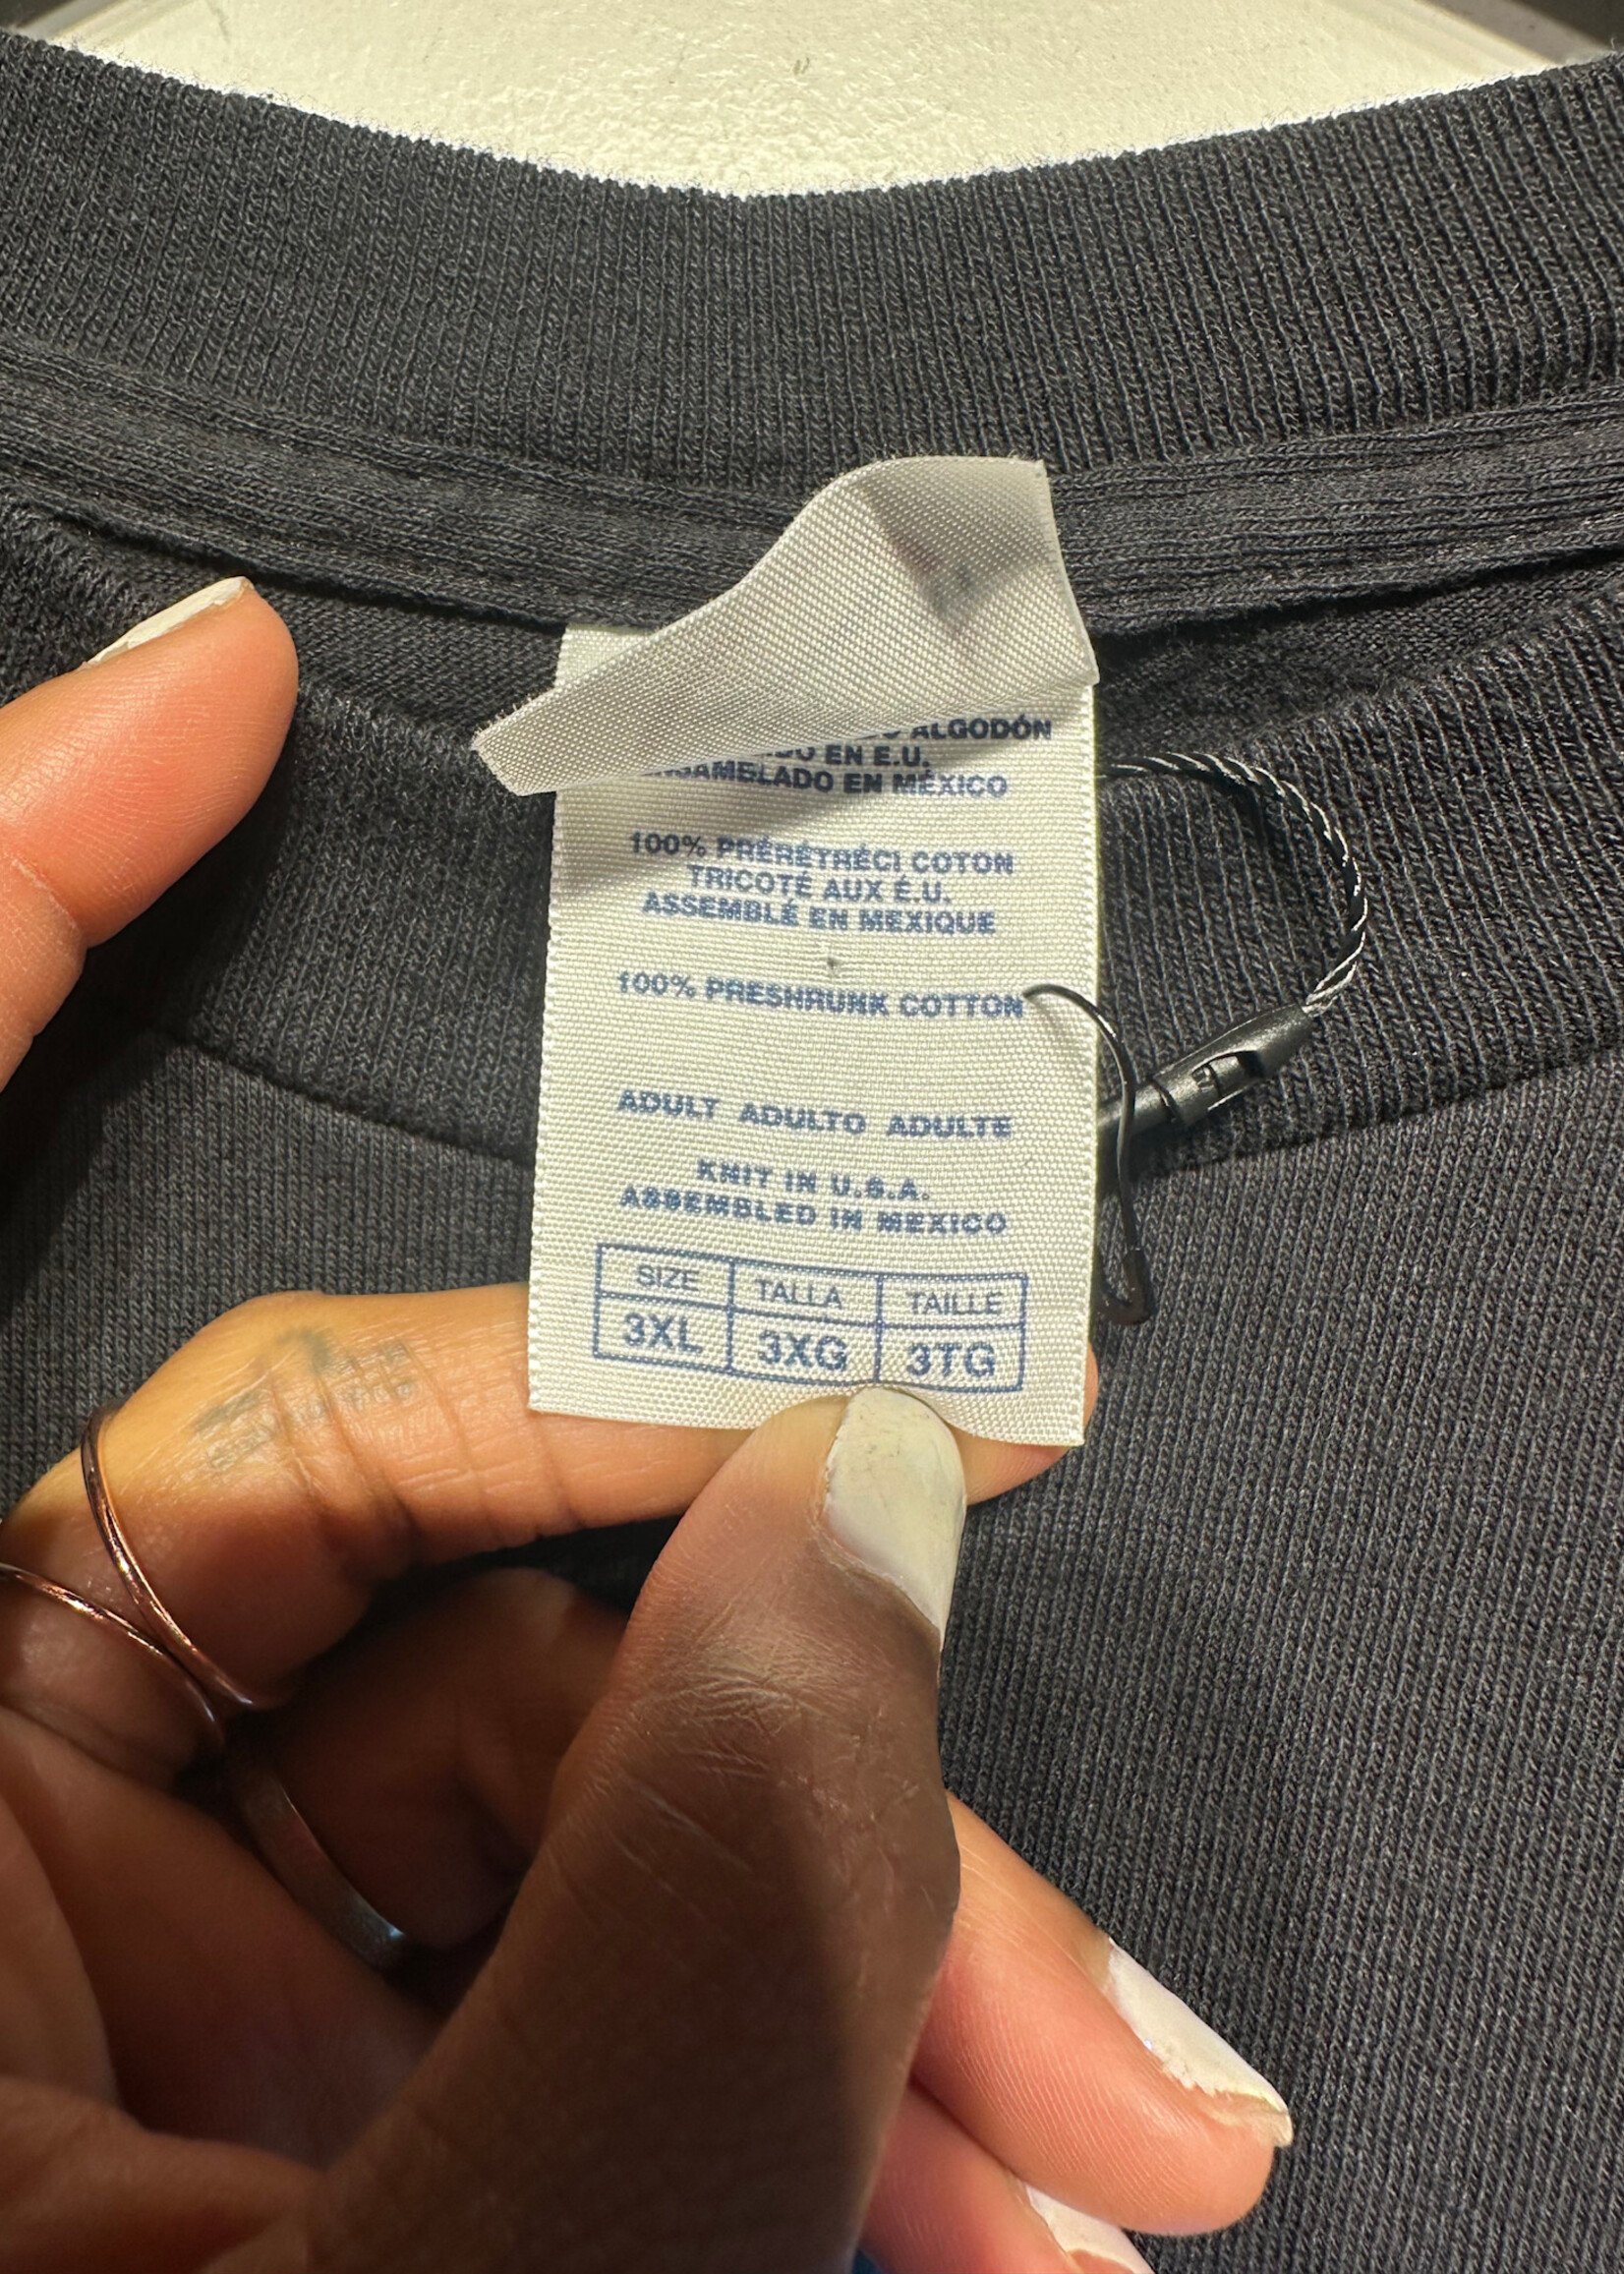 ALGODÓN
EN E.U.
ENSAMBLADO EN MÉXICO
100% PRÉRÉTRÉCI COTON
TRICOTÉ AUX É.U.
ASSEMBLÉ EN MEXIQUE
100% PRESHRUNK COTTON
ADULT ADULTO ADULTE
KNIT IN U.S.A.
ASSEMBLED IN MEXICO
SIZE TALLA TAILLE
3XL 3XG 3TG